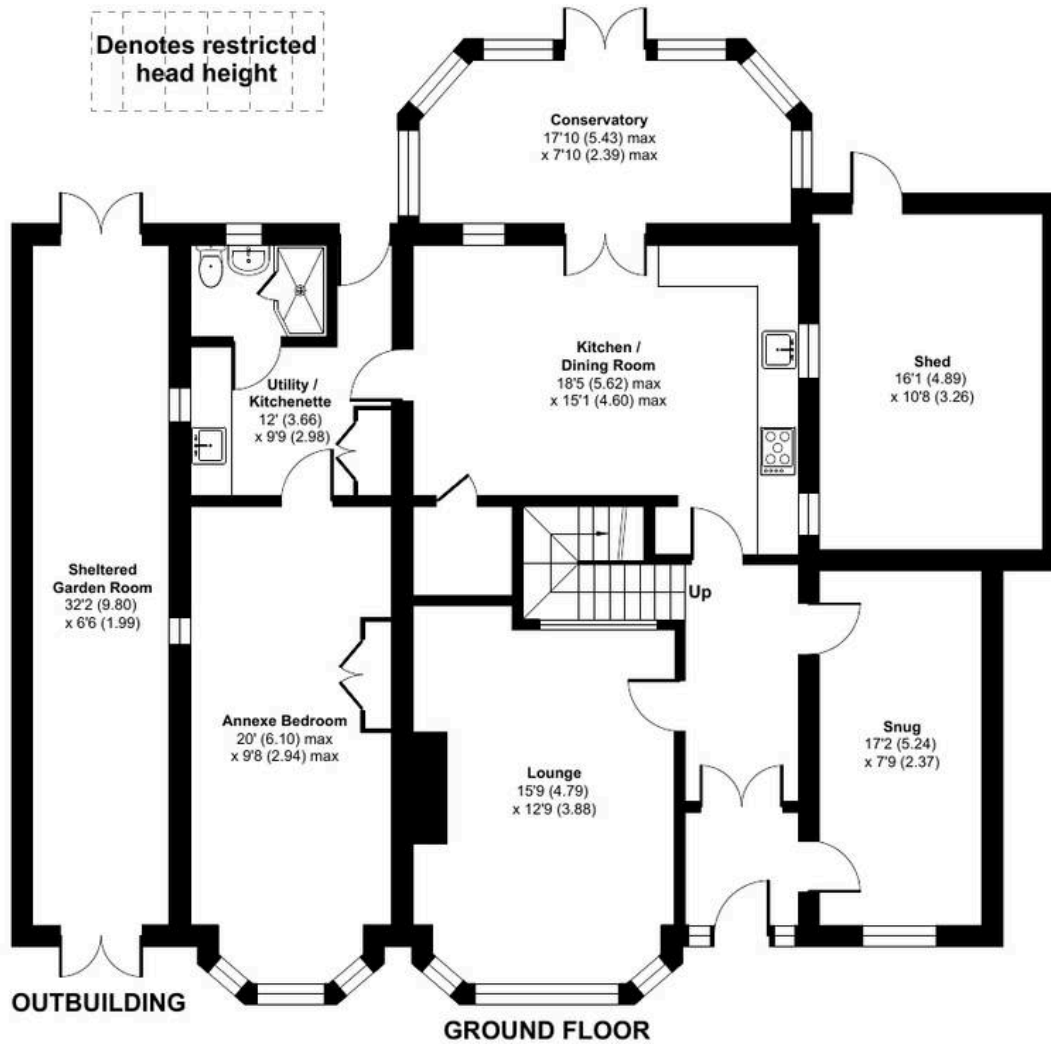 Denotes restricted
head height
Conservatory
17'10 (5.43) max
x 7'10 (2.39) max
Kitchen /
Dining Room
18'5 (5.62) max
x 15'1 (4.60) max
Shed
16'1 (4.89)
x 10'8 (3.26)
Utility /
Kitchenette
12' (3.66)
x 9'9 (2.98)
Sheltered
Garden Room
32'2 (9.80)
x 6'6 (1.99)
Up
Annexe Bedroom
20' (6.10) max
x 9'8 (2.94) max
Lounge
15'9 (4.79)
x 12'9 (3.88)
Snug
17'2 (5.24)
x 7'9 (2.37)
OUTBUILDING
GROUND FLOOR